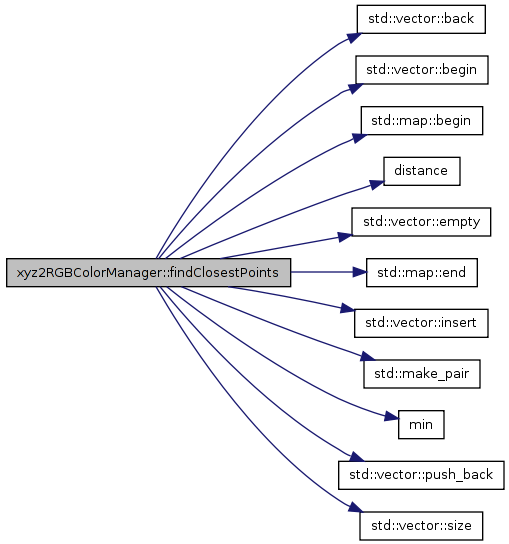 std::vector::back
std::vector::begin
std::map::begin
distance
std::vector::empty
xyz2RGBColorManager::findClosestPoints
std::map::end
std::vector::insert
std::make_pair
min
std::vector::push_back
std::vector::size